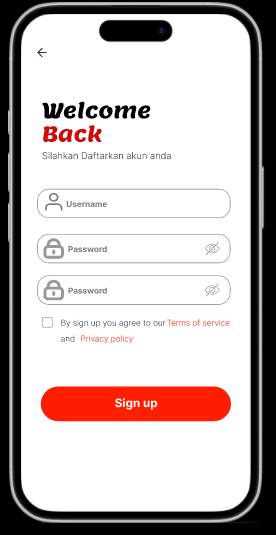 Welcome
Back
Silahkan Daftarkan akun anda
Username
Password
Password
By sign up you agree to our Terms of service
and Privacy policy
Sign up